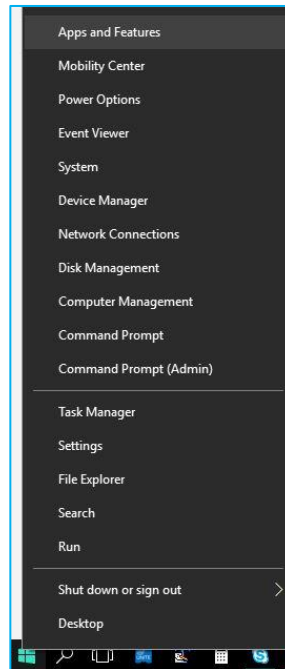 Apps and Features
Mobility Center
Power Options
Event Viewer
System
Device Manager
Network Connections
Disk Management
Computer Management
Command Prompt
Command Prompt (Admin)
Task Manager
Settings
File Explorer
Search
Run
Shut down or sign out
Desktop